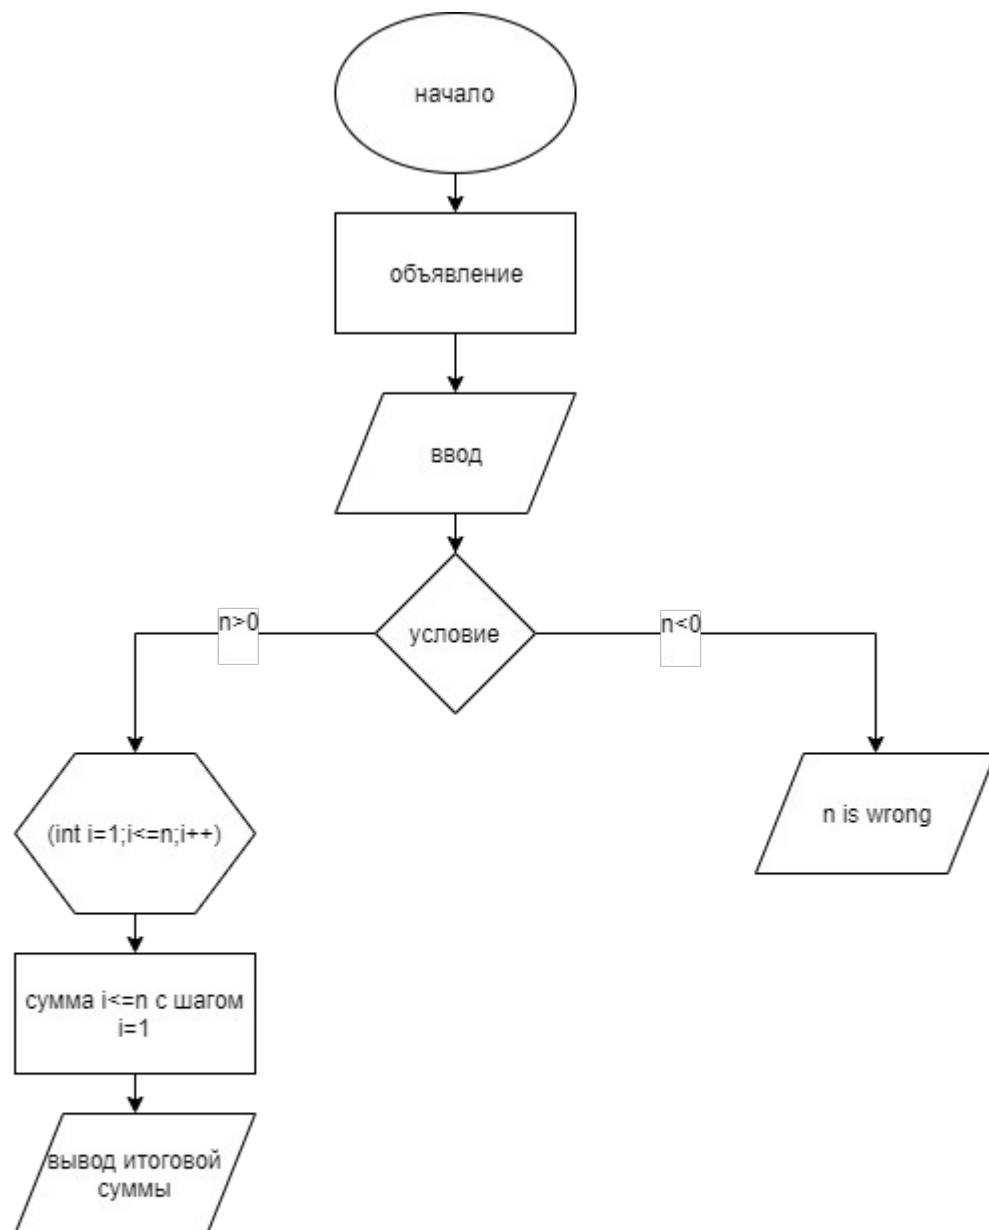 начало
объявление
ввод
условие
n>0
n<0
(int i=1;i<=n;i++)
n is wrong
сумма i<=n с шагом
i=1
вывод итоговой
суммы